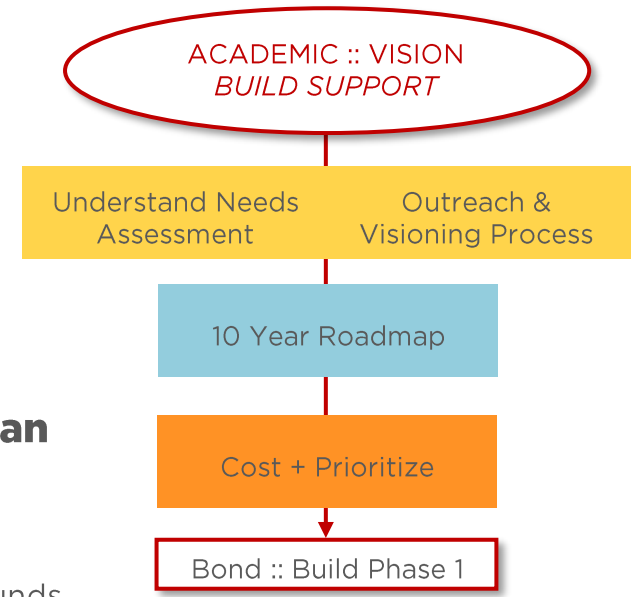 ACADEMIC :: VISION
BUILD SUPPORT
Understand Needs
Assessment
Outreach &
Visioning Process
10 Year Roadmap
an
Cost + Prioritize
Bond :: Build Phase 1